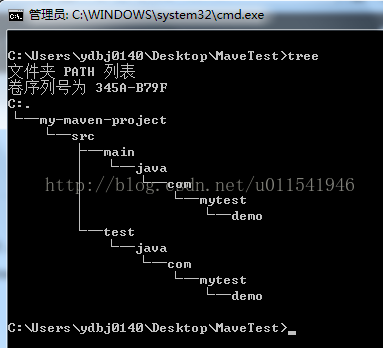 管理员: C:\WINDOWS\system32\cmd.exe
C:\Users\ydbj0140\Desktop\MaveTest>tree
文件夹 PATH 列表
卷序列号为 345A-B79F
C:.
└──my-maven-project
    └──src
        ├──main
        │  └──java
        │      └──com
        │          └──mytest
        │              └──demo
        └──test
            └──java
                └──com
                    └──mytest
                        └──demo
C:\Users\ydbj0140\Desktop\MaveTest>
http://blog.csdn.net/u011541946